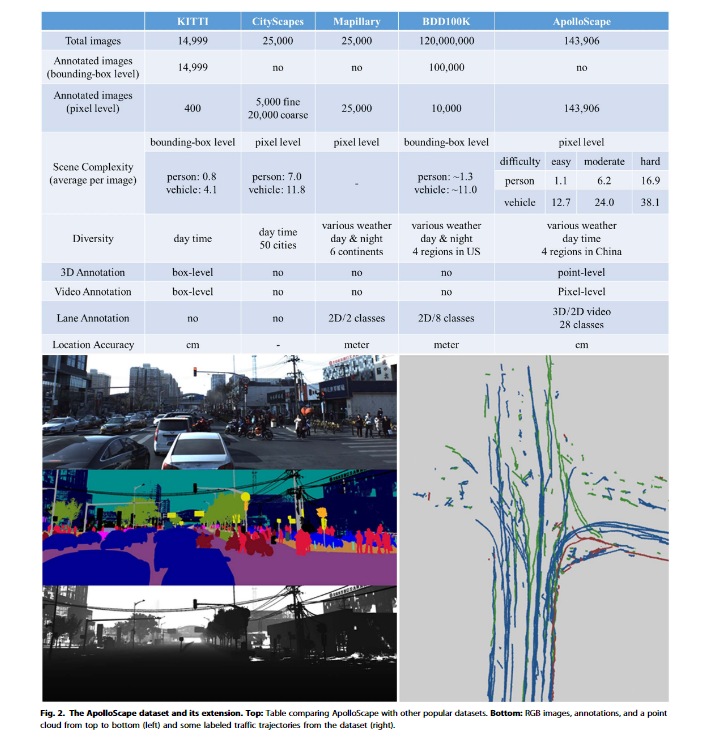 KITTI CityScapes Mapillary BDD100K ApolloScape
Total images 14,999 25,000 25,000 120,000,000 143,906
Annotated images
(bounding-box level) 14,999 no no 100,000 no
Annotated images
(pixel level) 400 5,000 fine
20,000 coarse 25,000 10,000 143,906
Scene Complexity
(average per image)
bounding-box level pixel level pixel level bounding-box level pixel level
person: 0.8
vehicle: 4.1
person: 7.0
vehicle: 11.8
-
person: ~1.3
vehicle: ~11.0
difficulty easy moderate hard
person 1.1 6.2 16.9
vehicle 12.7 24.0 38.1
Diversity
day time
day time
50 cities
various weather
day & night
6 continents
various weather
day & night
4 regions in US
various weather
day time
4 regions in China
3D Annotation box-level no no no point-level
Video Annotation box-level no no no Pixel-level
Lane Annotation no no 2D/2 classes 2D/8 classes 3D/2D video
28 classes
Location Accuracy cm - meter meter cm
Fig. 2. The ApolloScape dataset and its extension. Top: Table comparing ApolloScape with other popular datasets. Bottom: RGB images, annotations, and a point
cloud from top to bottom (left) and some labeled traffic trajectories from the dataset (right).